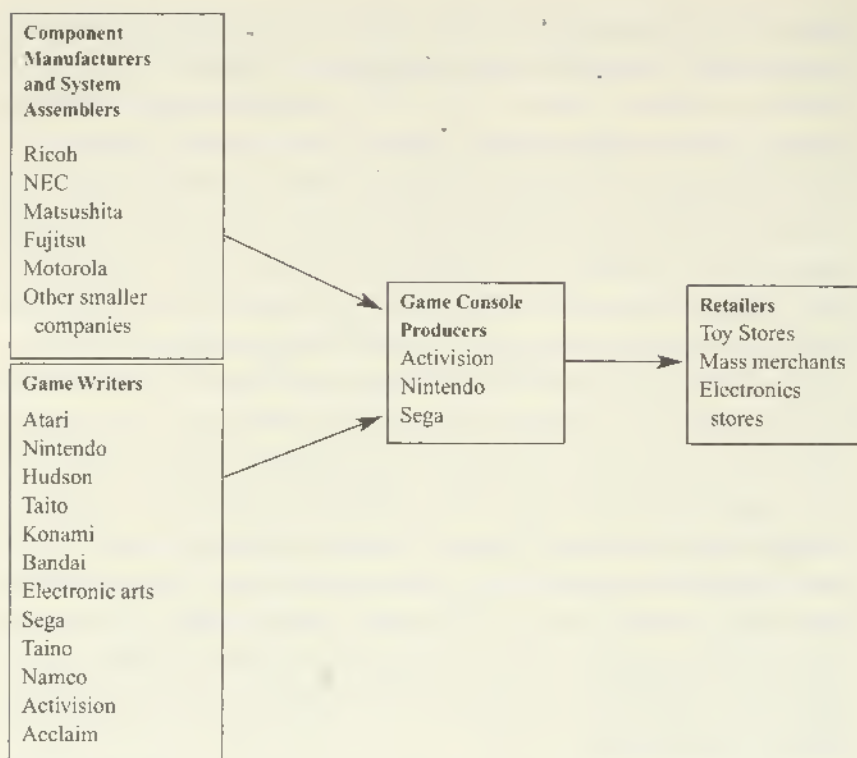 Component
Manufacturers
and System
Assemblers
Ricoh
NEC
Matsushita
Fujitsu
Motorola
Other smaller
companies
Game Writers
Atari
Nintendo
Hudson
Taito
Konami
Bandai
Electronic arts
Sega
Taino
Namco
Activision
Acclaim
Game Console
Producers
Activision
Nintendo
Sega
Retailers
Toy Stores
Mass merchants
Electronics
stores